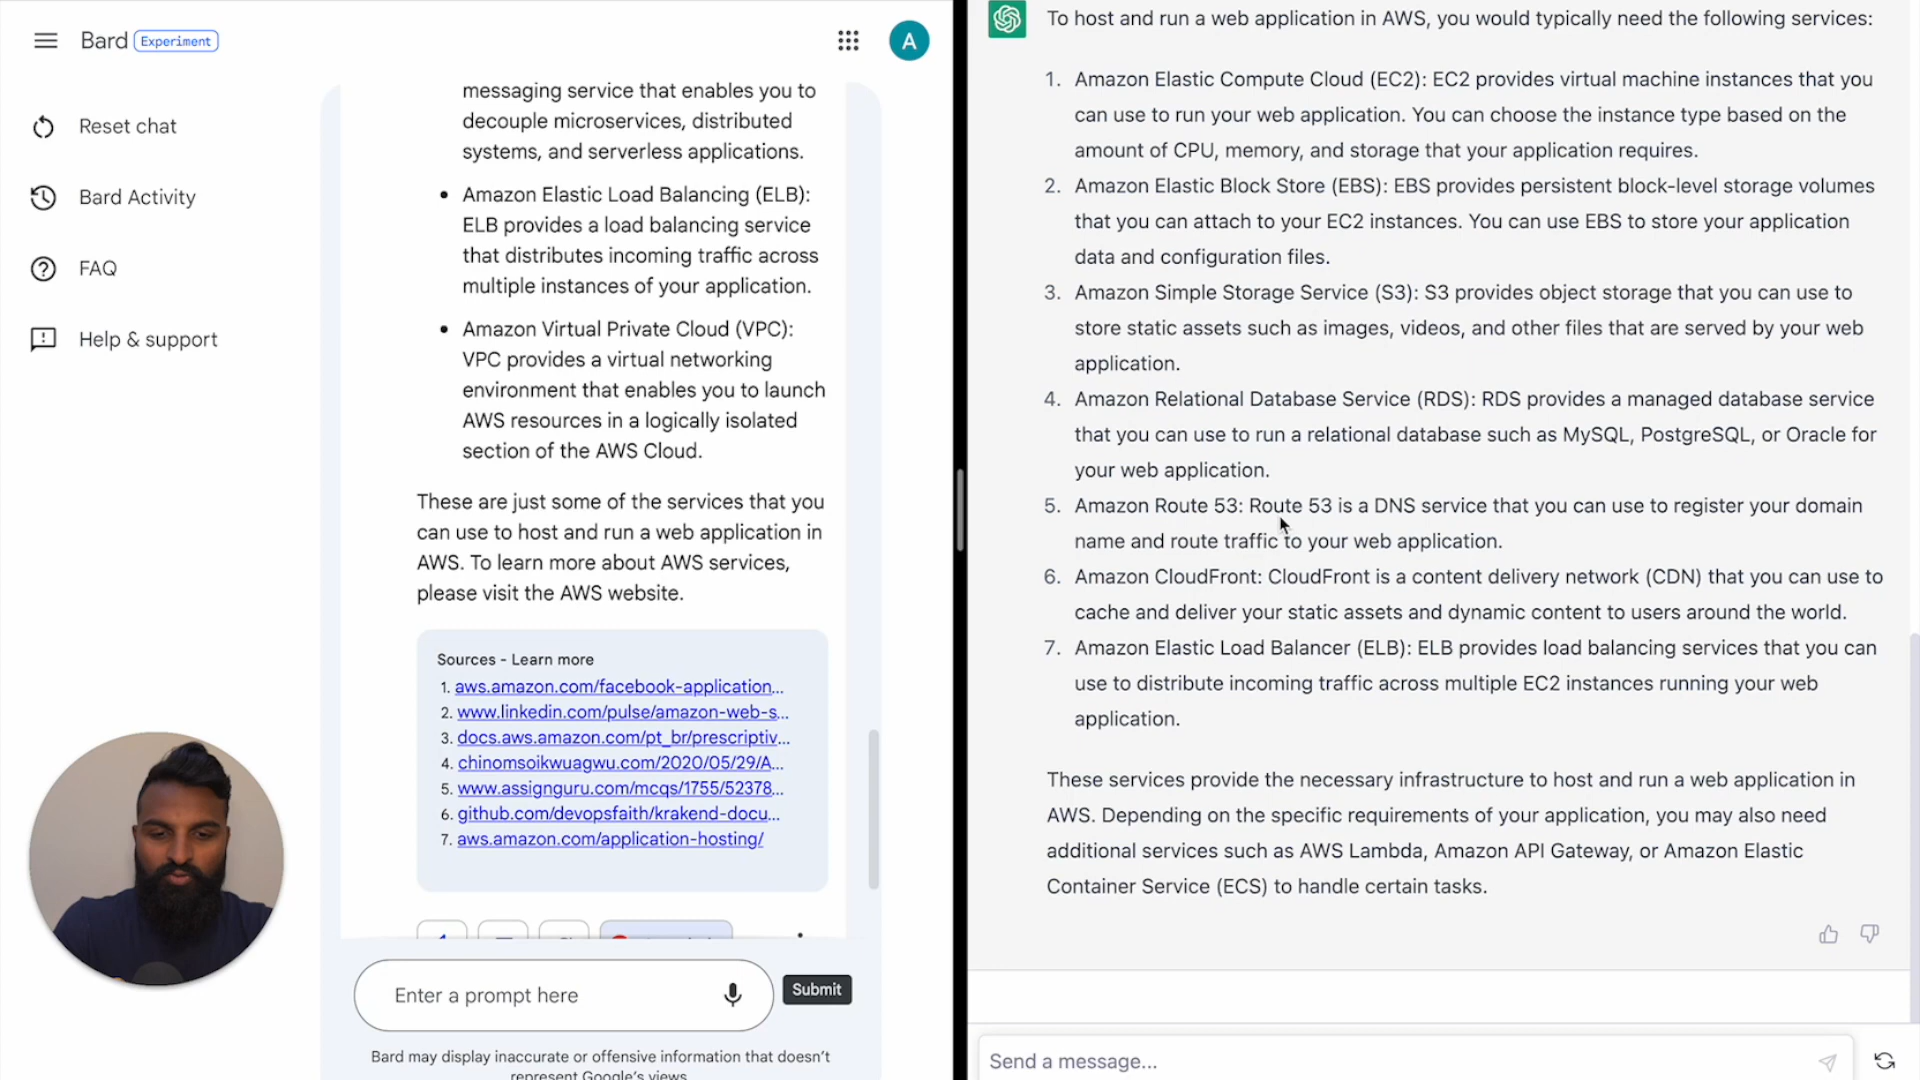 Bard Experiment
A
Reset chat
Bard Activity
FAQ
Help & support
messaging service that enables you to
decouple microservices, distributed
systems, and serverless applications.
• Amazon Elastic Load Balancing (ELB):
ELB provides a load balancing service
that distributes incoming traffic across
multiple instances of your application.
• Amazon Virtual Private Cloud (VPC):
VPC provides a virtual networking
environment that enables you to launch
AWS resources in a logically isolated
section of the AWS Cloud.
These are just some of the services that you
can use to host and run a web application in
AWS. To learn more about AWS services,
please visit the AWS website.
Sources - Learn more
1. aws.amazon.com/facebook-application...
2. www.linkedin.com/pulse/amazon-web-s...
3. docs.aws.amazon.com/pt_br/prescriptiv...
4. chinomsoikwuagwu.com/2020/05/29/A...
5. www.assignguru.com/mcqs/1755/52378...
6. github.com/devopsfaith/krakend-docu...
7. aws.amazon.com/application-hosting/
Enter a prompt here
Submit
Bard may display inaccurate or offensive information that doesn't
represent Google's views.
To host and run a web application in AWS, you would typically need the following services:
1. Amazon Elastic Compute Cloud (EC2): EC2 provides virtual machine instances that you
can use to run your web application. You can choose the instance type based on the
amount of CPU, memory, and storage that your application requires.
2. Amazon Elastic Block Store (EBS): EBS provides persistent block-level storage volumes
that you can attach to your EC2 instances. You can use EBS to store your application
data and configuration files.
3. Amazon Simple Storage Service (S3): S3 provides object storage that you can use to
store static assets such as images, videos, and other files that are served by your web
application.
4. Amazon Relational Database Service (RDS): RDS provides a managed database service
that you can use to run a relational database such as MySQL, PostgreSQL, or Oracle for
your web application.
5. Amazon Route 53: Route 53 is a DNS service that you can use to register your domain
name and route traffic to your web application.
6. Amazon CloudFront: CloudFront is a content delivery network (CDN) that you can use to
cache and deliver your static assets and dynamic content to users around the world.
7. Amazon Elastic Load Balancer (ELB): ELB provides load balancing services that you can
use to distribute incoming traffic across multiple EC2 instances running your web
application.
These services provide the necessary infrastructure to host and run a web application in
AWS. Depending on the specific requirements of your application, you may also need
additional services such as AWS Lambda, Amazon API Gateway, or Amazon Elastic
Container Service (ECS) to handle certain tasks.
Send a message...